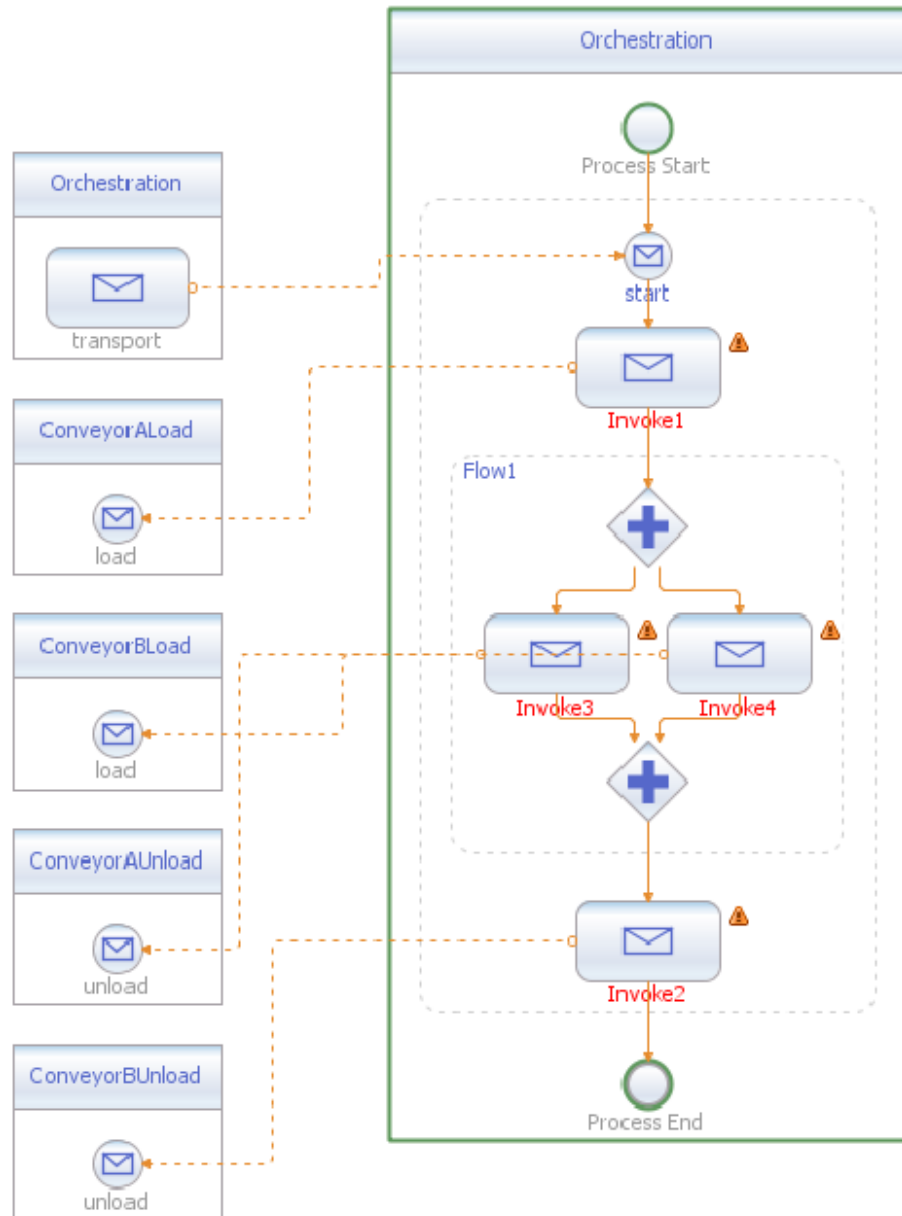 Orchestration
Process Start
Orchestration
transport
start
ConveyorALoad
load
Invoke1
Flow1
ConveyorBLoad
load
Invoke3
Invoke4
ConveyorAUnload
unload
Invoke2
ConveyorBUnload
unload
Process End